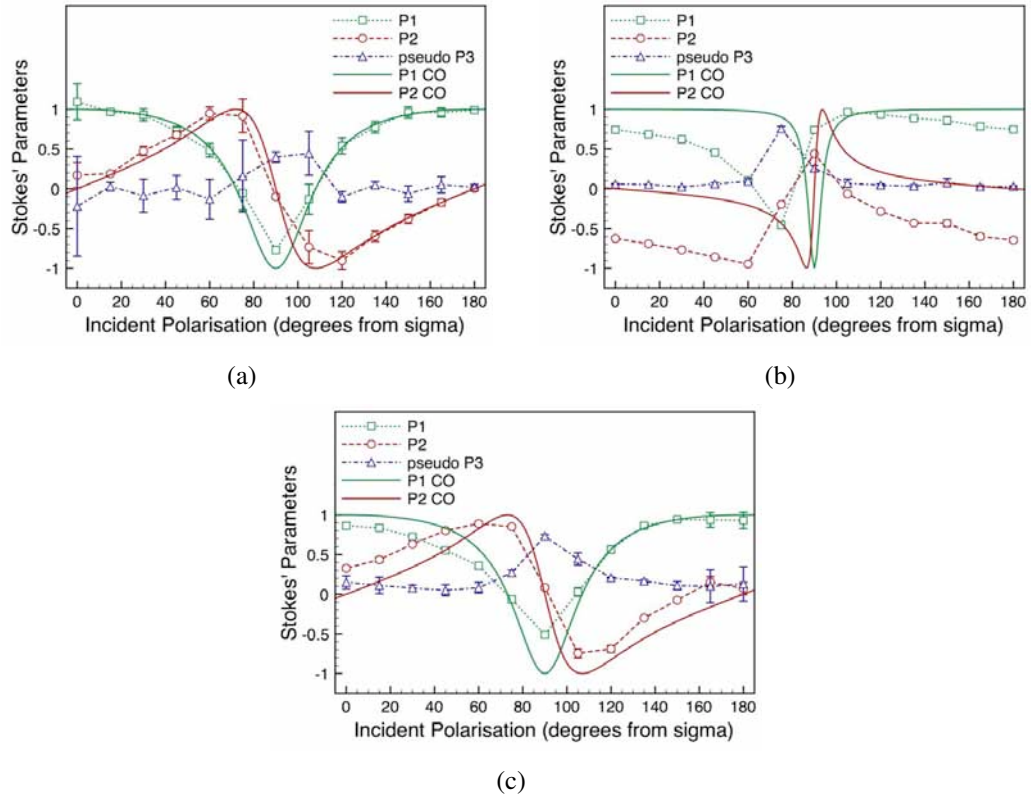 P1
P2
pseudo P3
P1 CO
P2 CO
Stokes' Parameters
1
0.5
0
-0.5
-1
0 20 40 60 80 100 120 140 160 180
Incident Polarisation (degrees from sigma)
(a)
P1
P2
pseudo P3
P1 CO
P2 CO
Stokes' Parameters
1
0.5
0
-0.5
-1
0 20 40 60 80 100 120 140 160 180
Incident Polarisation (degrees from sigma)
(b)
P1
P2
pseudo P3
P1 CO
P2 CO
Stokes' Parameters
1
0.5
0
-0.5
-1
0 20 40 60 80 100 120 140 160 180
Incident Polarisation (degrees from sigma)
(c)